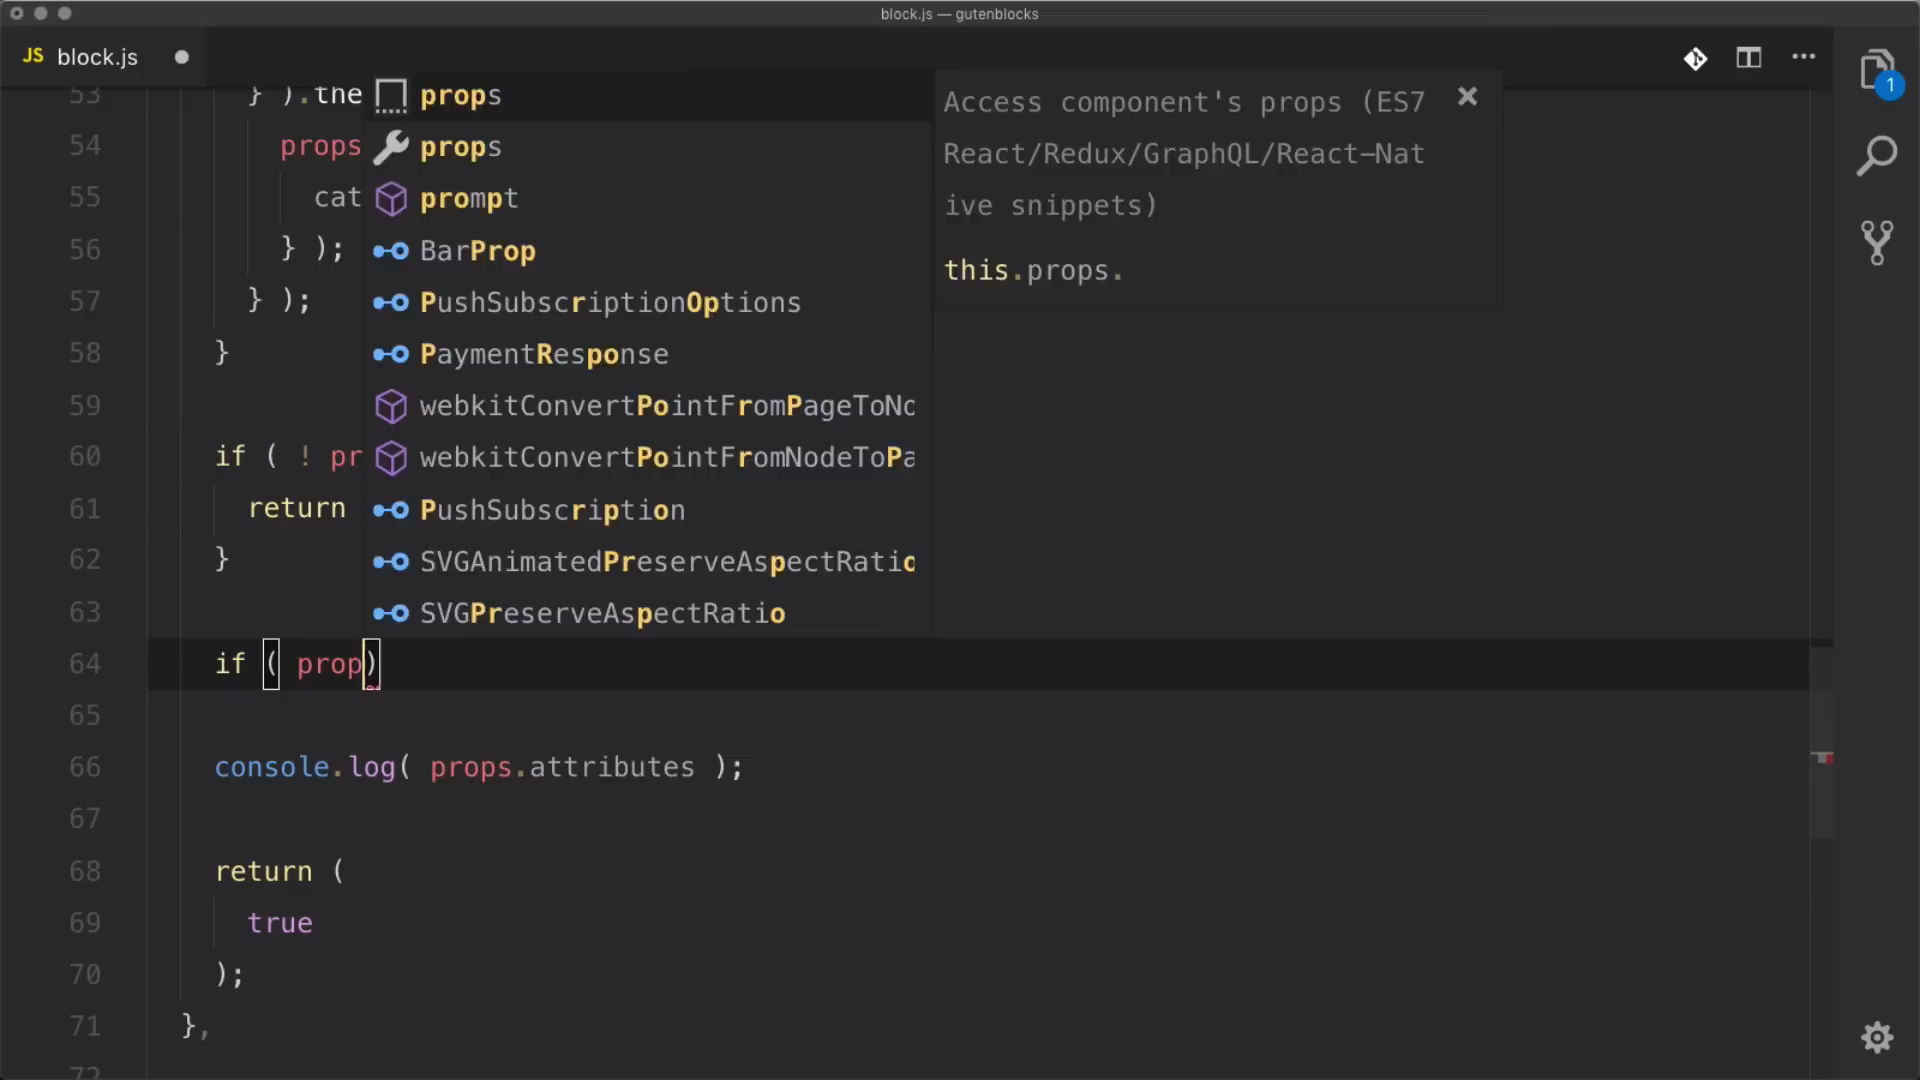 block.js — gutenblocks
JS block.js
1
53 } ).the
54 props
55 cat
56 } );
57 } );
58 }
59
60 if ( ! pr
61 return
62 }
63
64 if ( prop)
65
66 console.log( props.attributes );
67
68 return (
69 true
70 );
71 },
72
props
props
prompt
BarProp
PushSubscriptionOptions
PaymentResponse
webkitConvertPointFromPageToNo
webkitConvertPointFromNodeToPa
PushSubscription
SVGAnimatedPreserveAspectRatio
SVGPreserveAspectRatio
Access component's props (ES7
React/Redux/GraphQL/React-Nat
ive snippets)
this.props.